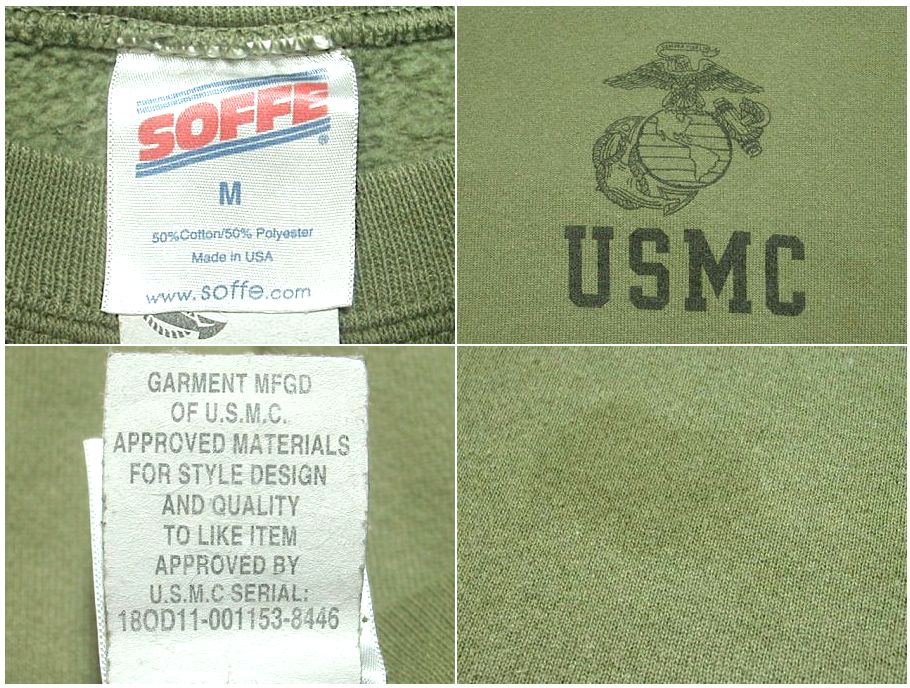 SOFFE
®
M
50%Cotton/50% Polyester
Made in USA
www.soffe.com
USMC
GARMENT MFGD
OF U.S.M.C.
APPROVED MATERIALS
FOR STYLE DESIGN
AND QUALITY
TO LIKE ITEM
APPROVED BY
U.S.M.C SERIAL:
18OD11-001153-8446